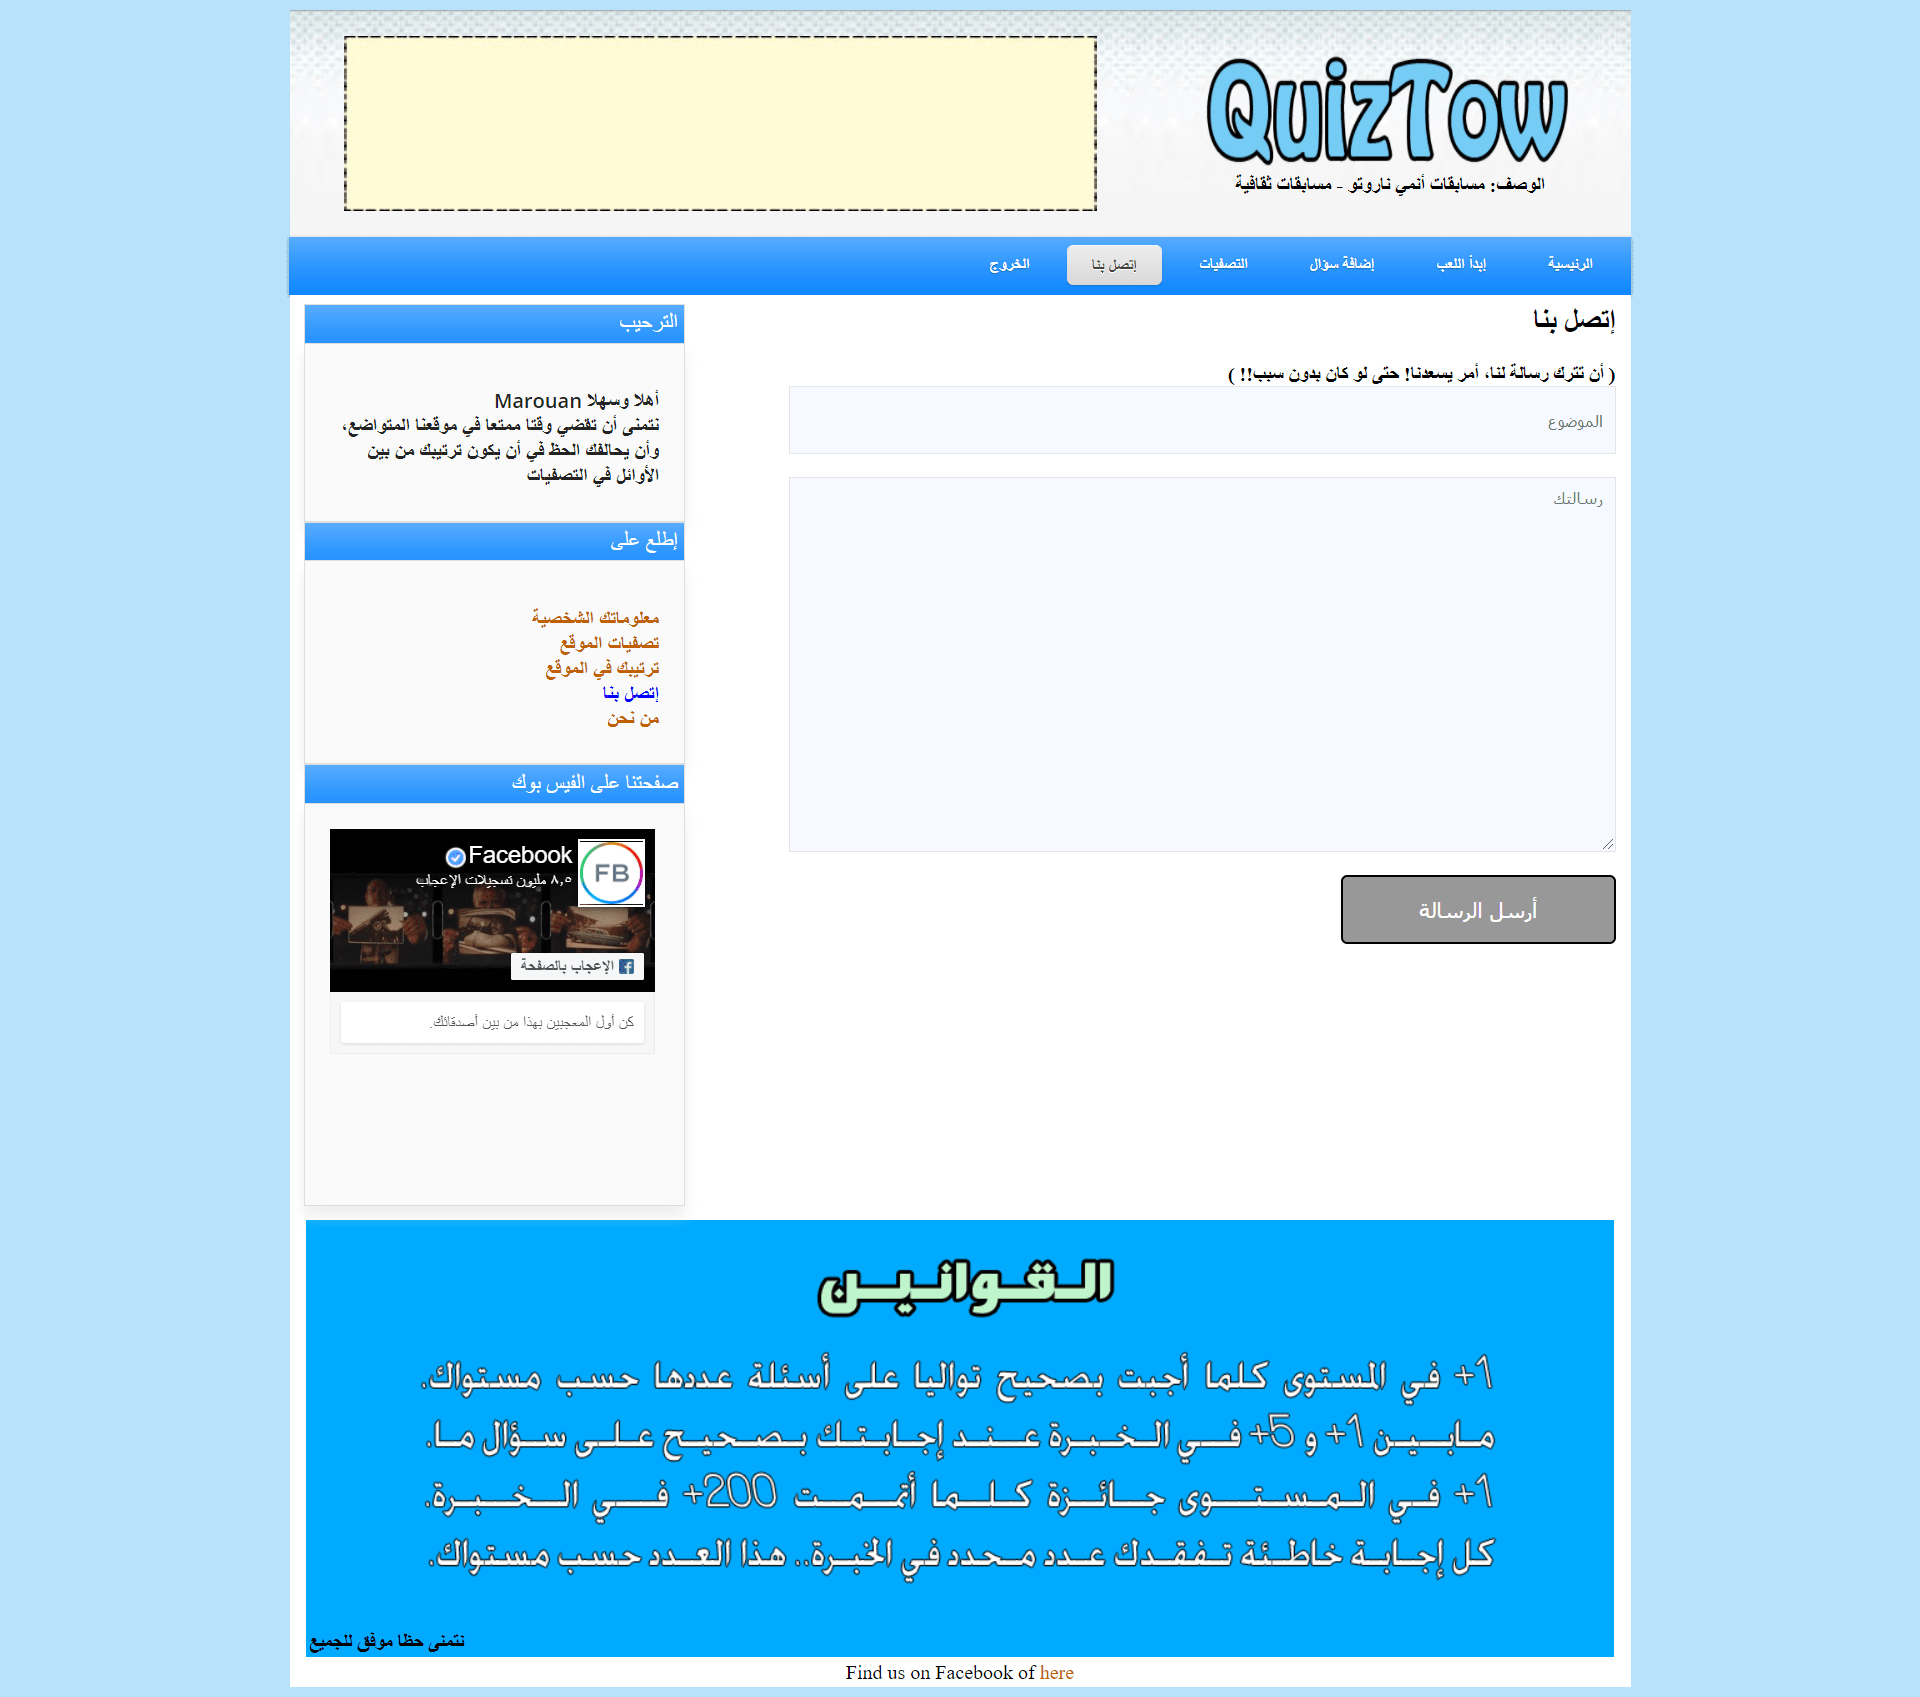 QuizTow
الوصف: مسابقات أنمي ناروتو - مسابقات ثقافية
الرئيسية
إبدأ اللعب
إضافة سؤال
التصفيات
إتصل بنا
الخروج
إتصل بنا
( أن تترك رسالة لنا، أمر يسعدنا! حتى لو كان بدون سبب!! )
الموضوع
رسالتك
أرسل الرسالة
الترحيب
أهلا وسهلا Marouan
نتمنى أن تقضي وقتا ممتعا في موقعنا المتواضع،
وأن يحالفك الحظ في أن يكون ترتيبك من بين
الأوائل في التصفيات
إطلع على
معلوماتك الشخصية
تصفيات الموقع
ترتيبك في الموقع
إتصل بنا
من نحن
صفحتنا على الفيس بوك
FB
Facebook
٨,٥ مليون تسجيلات الإعجاب
الإعجاب بالصفحة
كن أول المعجبين بهذا من بين أصدقائك.
القوانين
+1 في المستوى كلما أجبت بصحيح تواليا على أسئلة عددها حسب مستواك.
مابين +1 و +5 في الخبرة عند إجابتك بصحيح على سؤال ما.
+1 في المستوى جائزة كلما أتممت +200 في الخبرة.
كل إجابة خاطئة تفقدك عدد محدد في الخبرة.. هذا العدد حسب مستواك.
نتمنى حظا موفق للجميع
Find us on Facebook of here